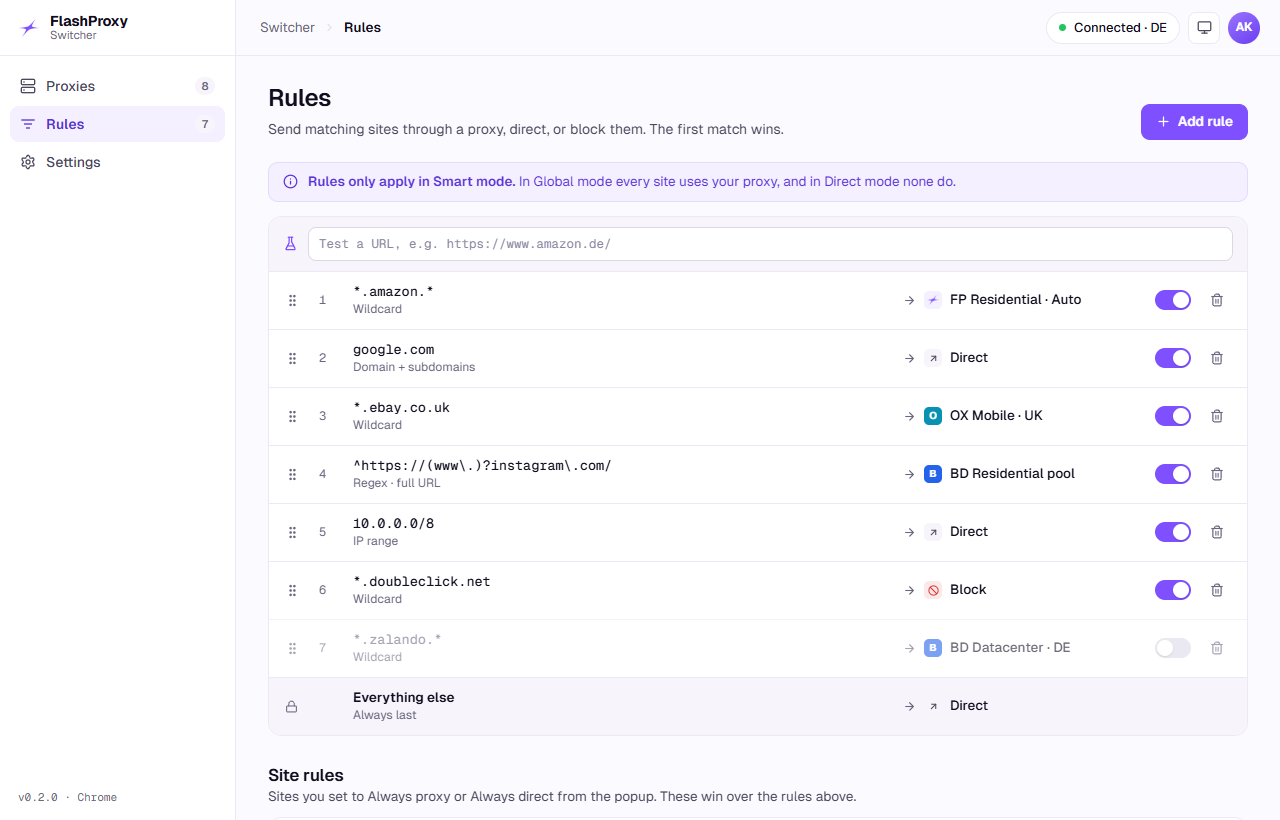 FlashProxy
Switcher
Switcher
Rules
Connected · DE
AK
Proxies
8
Rules
7
Settings
Rules
Send matching sites through a proxy, direct, or block them. The first match wins.
Add rule
Rules only apply in Smart mode. In Global mode every site uses your proxy, and in Direct mode none do.
Test a URL, e.g. https://www.amazon.de/
1
*.amazon.*
Wildcard
FP Residential · Auto
2
google.com
Domain + subdomains
Direct
3
*.ebay.co.uk
Wildcard
O
OX Mobile · UK
4
^https://(www\.)?instagram\.com/
Regex · full URL
B
BD Residential pool
5
10.0.0.0/8
IP range
Direct
6
*.doubleclick.net
Wildcard
Block
7
*.zalando.*
Wildcard
B
BD Datacenter · DE
Everything else
Always last
Direct
Site rules
Sites you set to Always proxy or Always direct from the popup. These win over the rules above.
v0.2.0 · Chrome